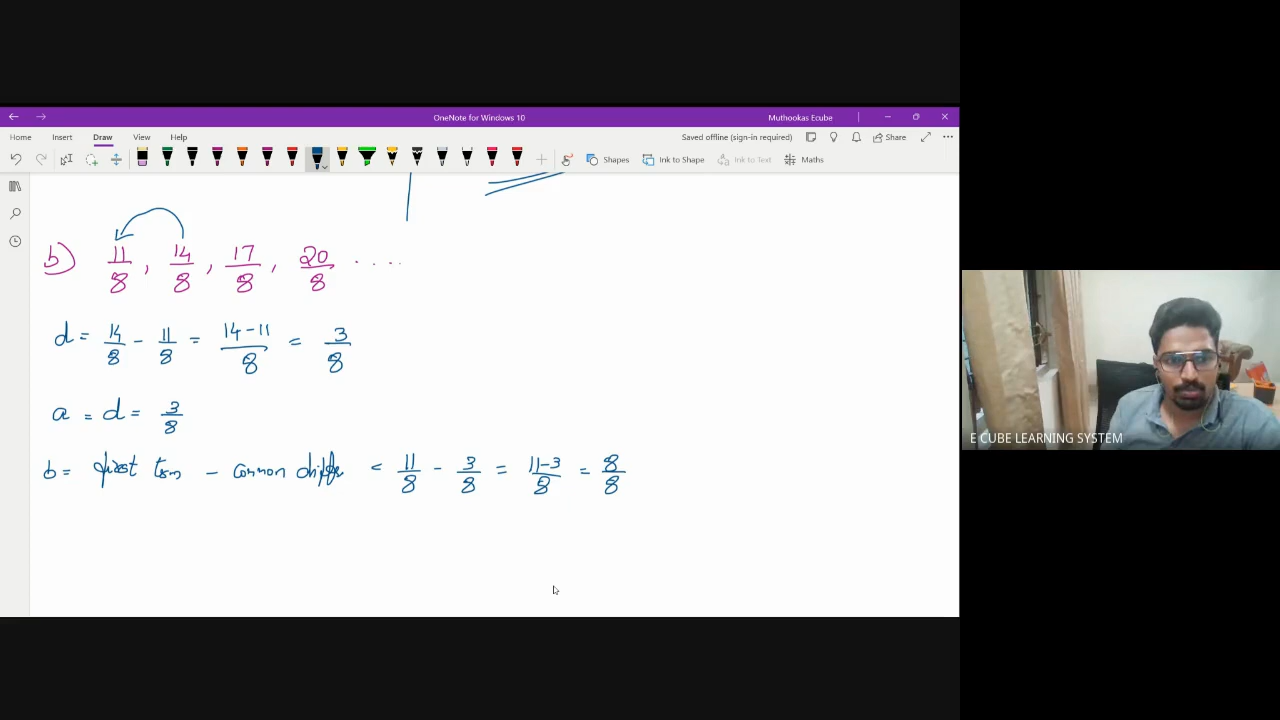 OneNote for Windows 10
Muthookas Ecube
Home Insert Draw View Help
Saved offline (sign-in required)
Share
Shapes Ink to Shape Ink to Text Maths
b) 11/8, 14/8, 17/8, 20/8 ....
d = 14/8 - 11/8 = (14-11)/8 = 3/8
a = d = 3/8
b = first term - common = 11/8 - 3/8 = (11-3)/8 = 8/8
E CUBE LEARNING SYSTEM